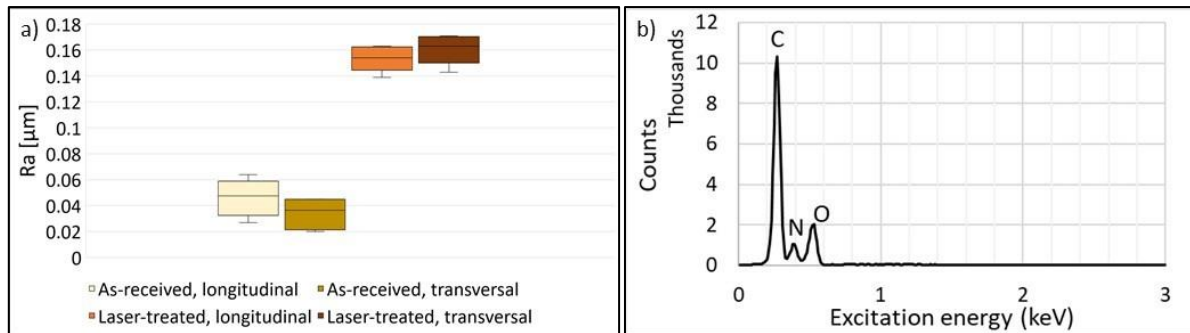 a)
0.18
0.16
0.14
0.12
0.1
0.08
0.06
0.04
0.02
0
Ra [µm]
As-received, longitudinal As-received, transversal
Laser-treated, longitudinal Laser-treated, transversal
b)
12
10
8
6
4
2
0
Counts
Thousands
C
N
O
0 1 2 3
Excitation energy (keV)